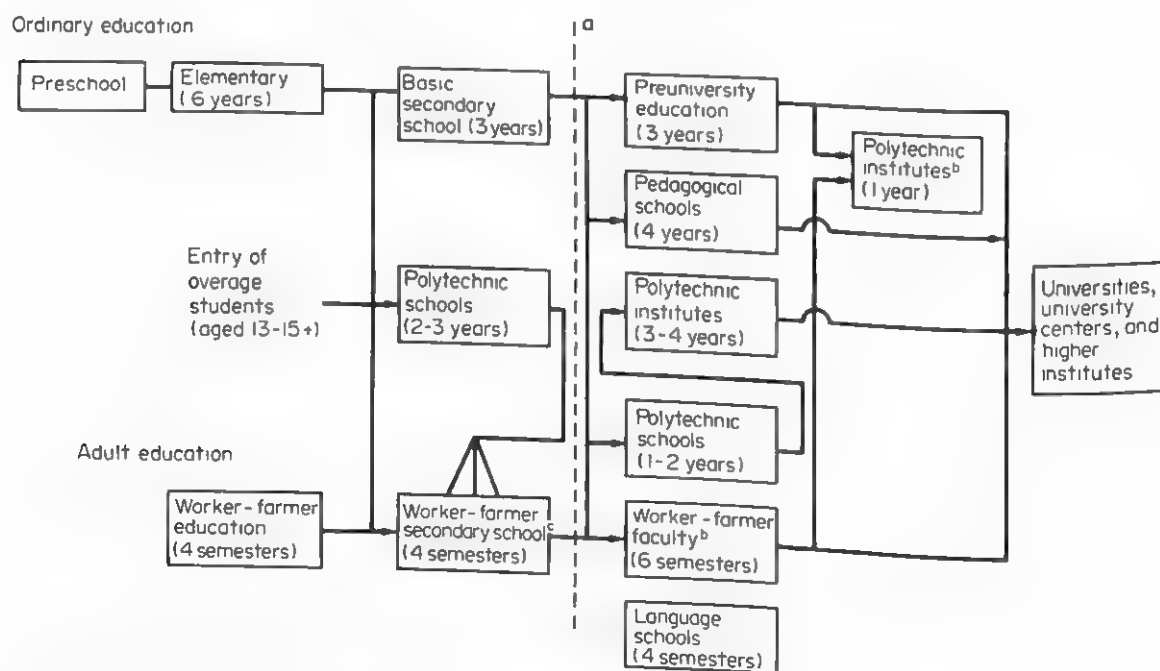 Ordinary education
a
Preschool
Elementary
(6 years)
Basic
secondary
school (3 years)
Preuniversity
education
(3 years)
Polytechnic
institutesᵇ
(1 year)
Pedagogical
schools
(4 years)
Entry of
overage
students
(aged 13-15+)
Polytechnic
schools
(2-3 years)
Polytechnic
institutes
(3-4 years)
Universities,
university
centers, and
higher
institutes
Polytechnic
schools
(1-2 years)
Adult education
Worker-farmer
education
(4 semesters)
Worker-farmer
secondary schoolᶜ
(4 semesters)
Worker-farmer
facultyᵇ
(6 semesters)
Language
schools
(4 semesters)